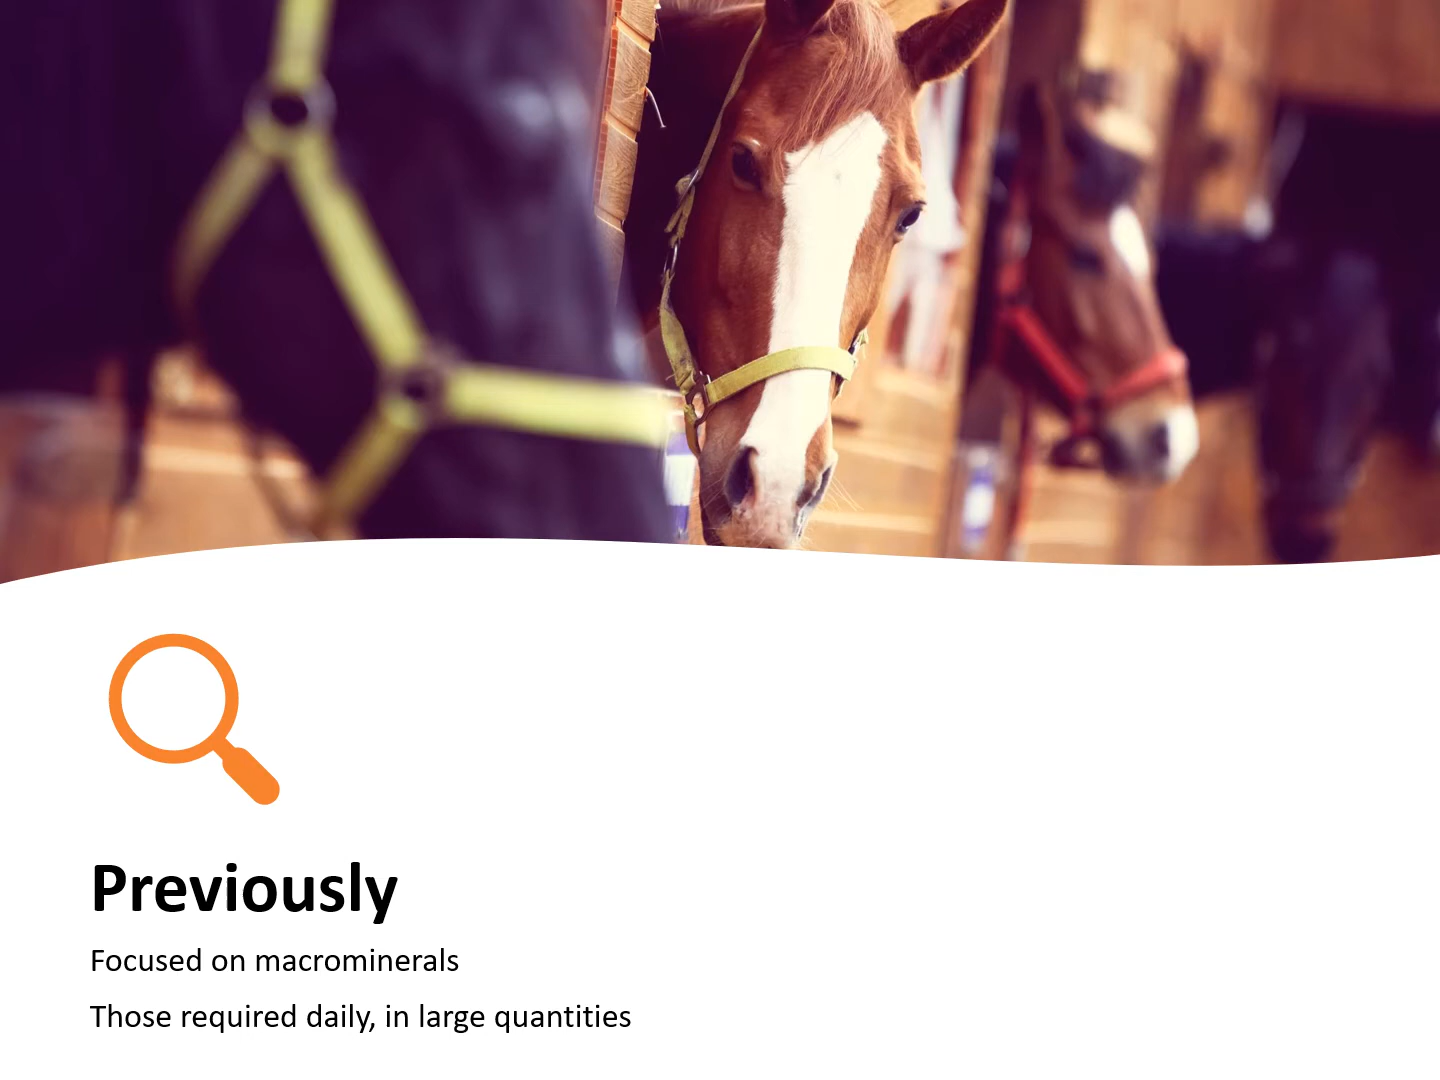 Previously
Focused on macrominerals
Those required daily, in large quantities